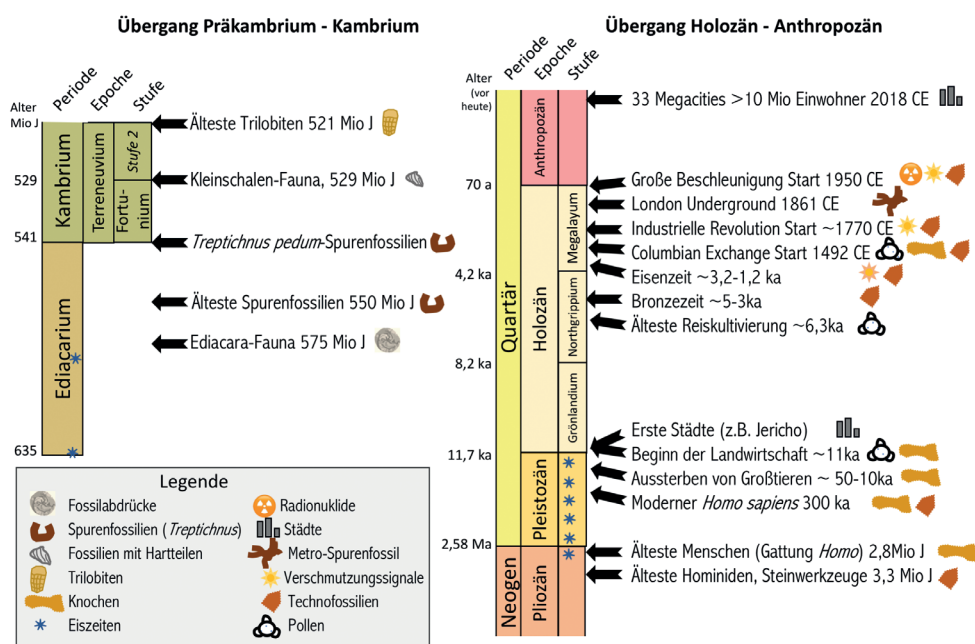 Übergang Präkambrium - Kambrium
Alter
Mio J
Periode
Epoche
Stufe
529
541
635
Kambrium
Terreneuvium
Stufe 2
Fortu-
nium
Ediacarium
Älteste Trilobiten 521 Mio J
Kleinschalen-Fauna, 529 Mio J
Treptichnus pedum-Spurenfossilien
Älteste Spurenfossilien 550 Mio J
Ediacara-Fauna 575 Mio J
Legende
Fossilabdrücke
Spurenfossilien (Treptichnus)
Fossilien mit Hartteilen
Trilobiten
Knochen
Eiszeiten
Radionuklide
Städte
Metro-Spurenfossil
Verschmutzungssignale
Technofossilien
Pollen
Übergang Holozän - Anthropozän
Alter
(vor
heute)
Periode
Epoche
Stufe
70 a
4,2 ka
8,2 ka
11,7 ka
2,58 Ma
Quartär
Neogen
Anthropozän
Holozän
Pleistozän
Pliozän
Megalayum
Northgrippium
Grönlandium
33 Megacities >10 Mio Einwohner 2018 CE
Große Beschleunigung Start 1950 CE
London Underground 1861 CE
Industrielle Revolution Start ~1770 CE
Columbian Exchange Start 1492 CE
Eisenzeit ~3,2-1,2 ka
Bronzezeit ~5-3ka
Älteste Reiskultivierung ~6,3ka
Erste Städte (z.B. Jericho)
Beginn der Landwirtschaft ~11ka
Aussterben von Großtieren ~ 50-10ka
Moderner Homo sapiens 300 ka
Älteste Menschen (Gattung Homo) 2,8Mio J
Älteste Hominiden, Steinwerkzeuge 3,3 Mio J